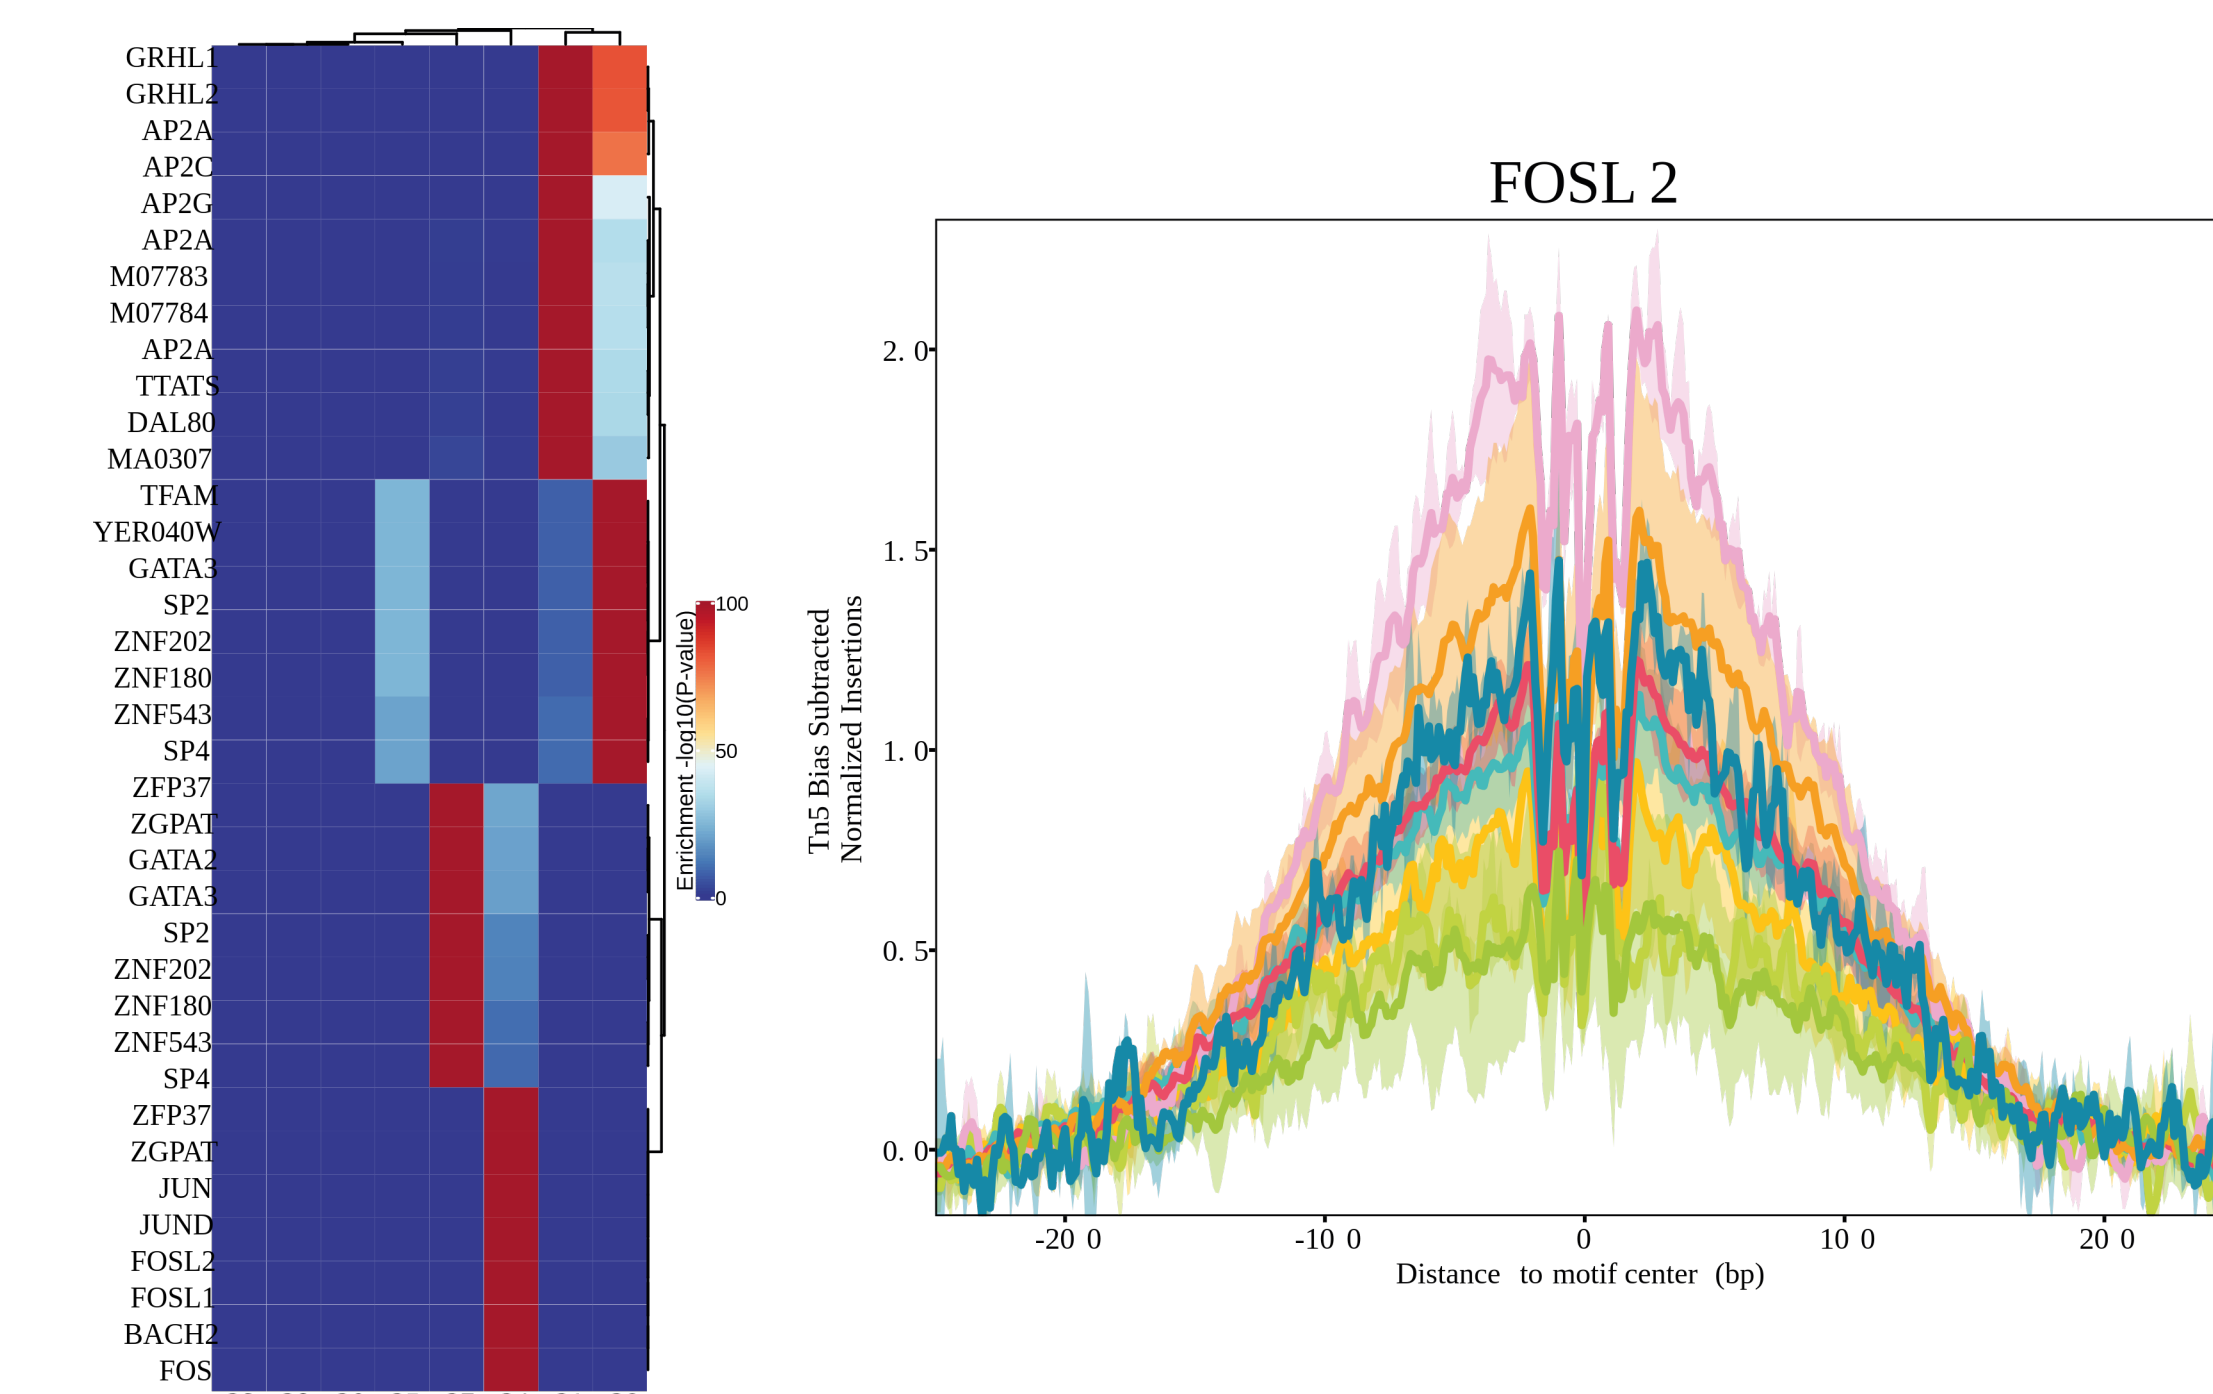 GRHL1
GRHL2
AP2A
AP2C
AP2G
AP2A
M07783
M07784
AP2A
TTATS
DAL80
MA0307
TFAM
YER040W
GATA3
SP2
ZNF202
ZNF180
ZNF543
SP4
ZFP37
ZGPAT
GATA2
GATA3
SP2
ZNF202
ZNF180
ZNF543
SP4
ZFP37
ZGPAT
JUN
JUND
FOSL2
FOSL1
BACH2
FOS
Enrichment -log10(P-value)
100
50
0
FOSL 2
Tn5 Bias Subtracted
Normalized Insertions
2. 0
1. 5
1. 0
0. 5
0. 0
-20 0
-10 0
0
10 0
20 0
Distance to motif center (bp)